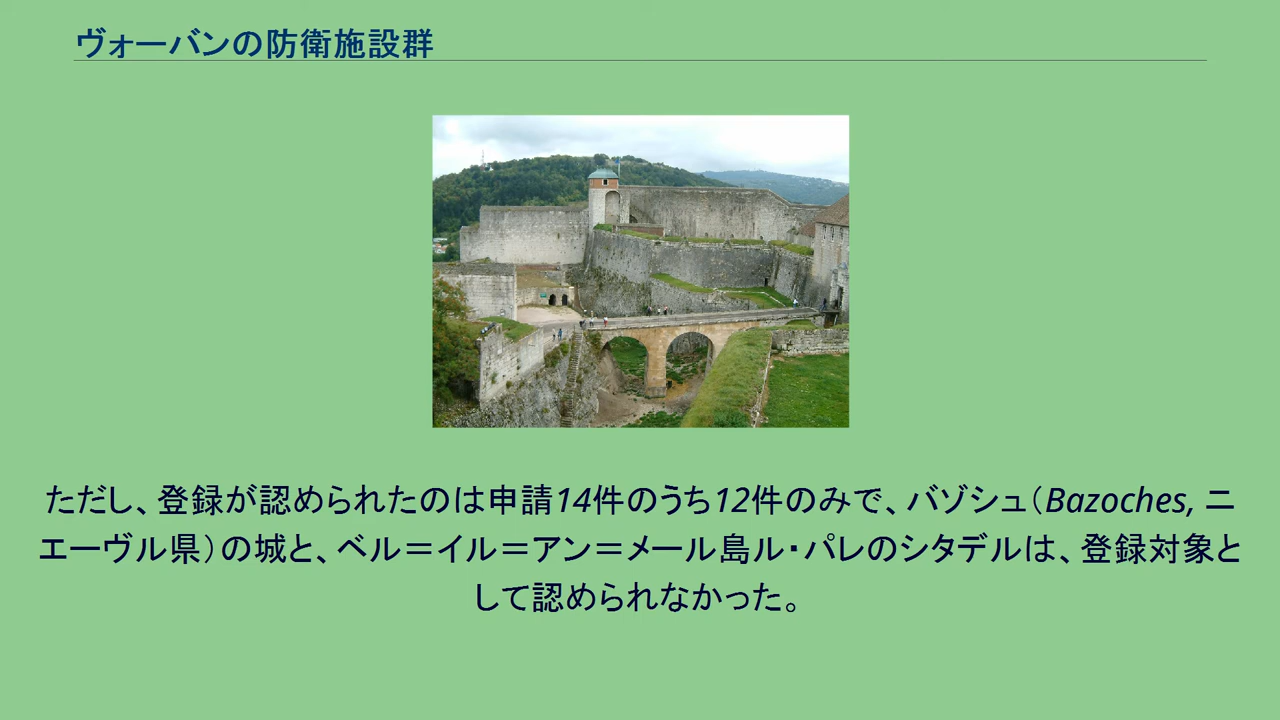 ヴォーバンの防衛施設群
ただし、登録が認められたのは申請14件のうち12件のみで、バゾシュ（Bazoches, ニ
エーヴル県）の城と、ベル＝イル＝アン＝メール島ル・パレのシタデルは、登録対象と
して認められなかった。